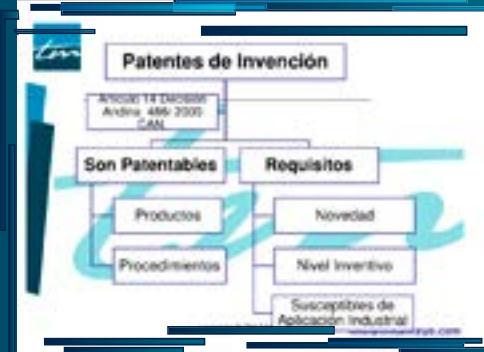 Patentes de Invención
Articulo 14 Decisión
Andina 486/ 2000
CAN
Son Patentables
Requisitos
Productos
Novedad
Procedimientos
Nivel Inventivo
Susceptibles de
Aplicación Industrial